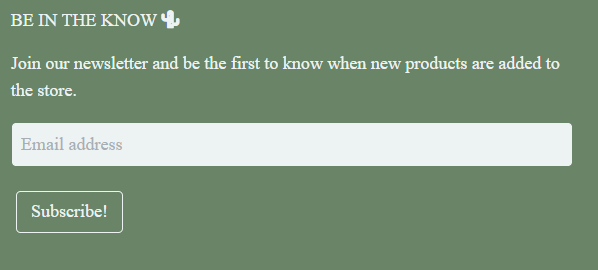 BE IN THE KNOW 🌵
Join our newsletter and be the first to know when new products are added to
the store.
Email address
Subscribe!